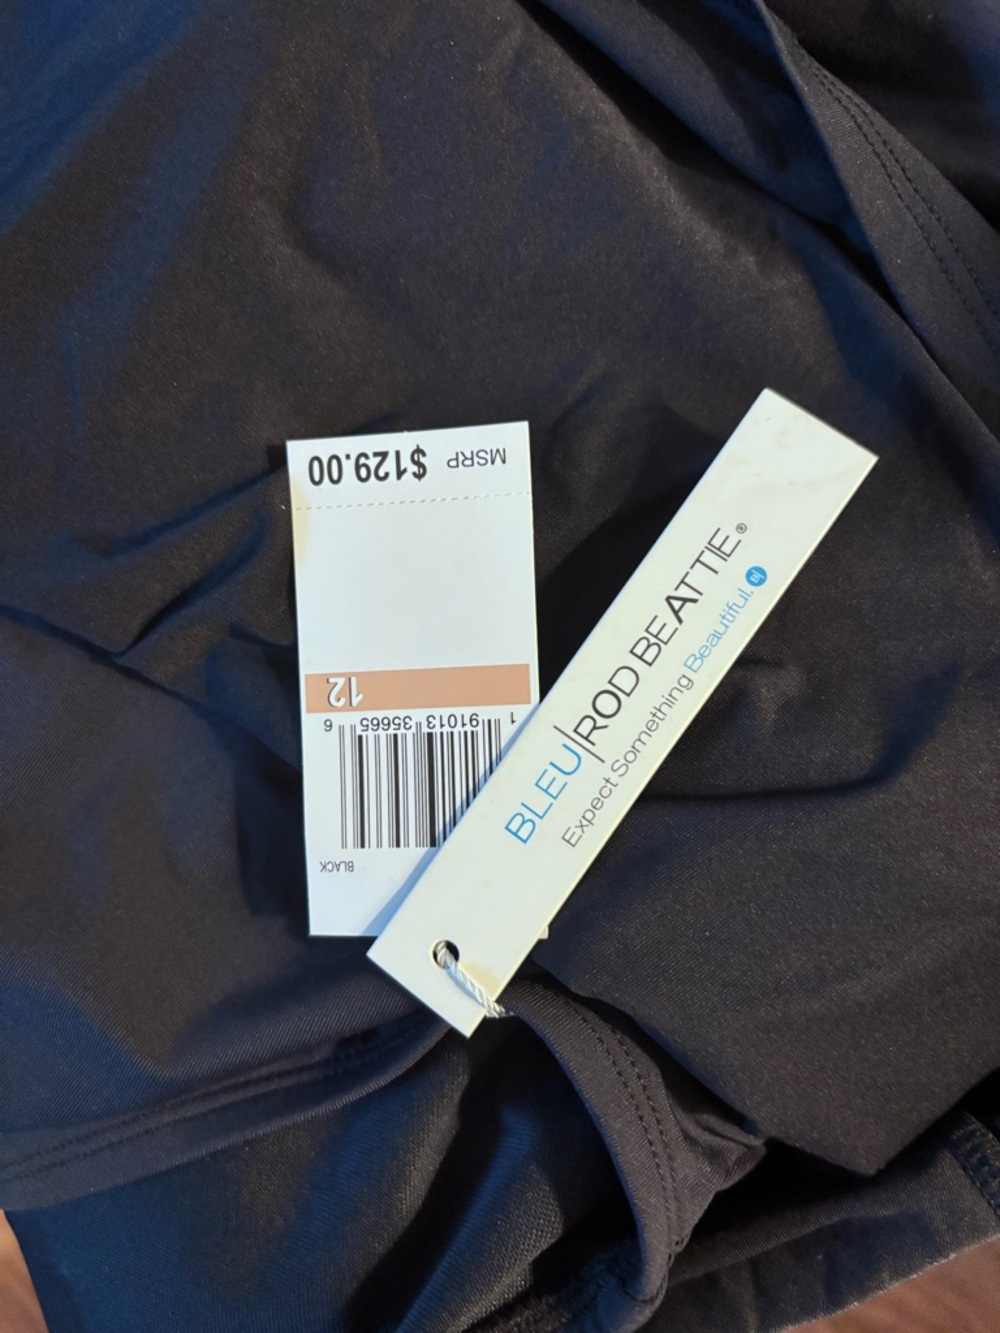 MSRP $129.00
12
1 91013 35665 6
BLACK
BLEU|ROD BEATTIE®
Expect Something Beautiful. B|